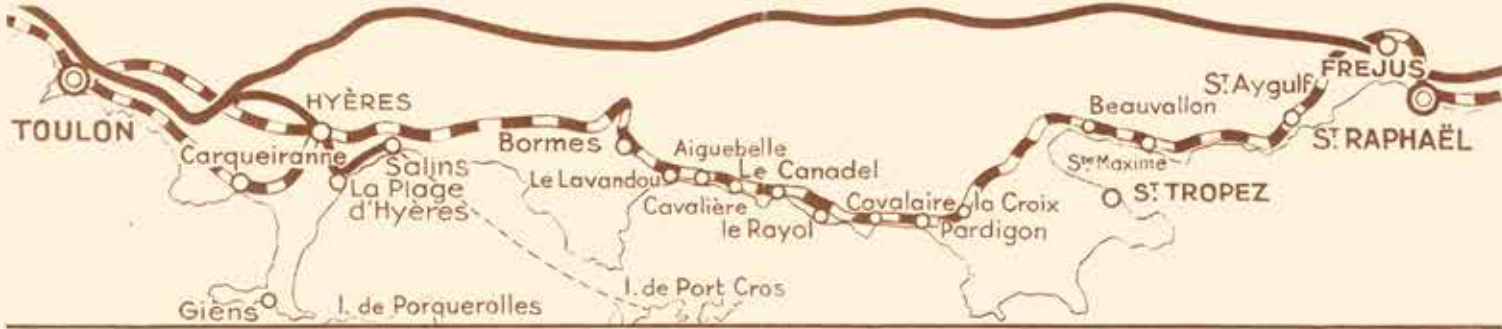 TOULON
HYÈRES
Carqueiranne
Salins
La Plage
d'Hyères
Giens
I. de Porquerolles
I. de Port Cros
Bormes
Le Lavandou
Aiguebelle
Cavalière
Le Canadel
le Rayol
Cavalaire
Pardigon
la Croix
Beauvallon
Ste Maxime
ST TROPEZ
ST Aygulf
FREJUS
ST RAPHAËL